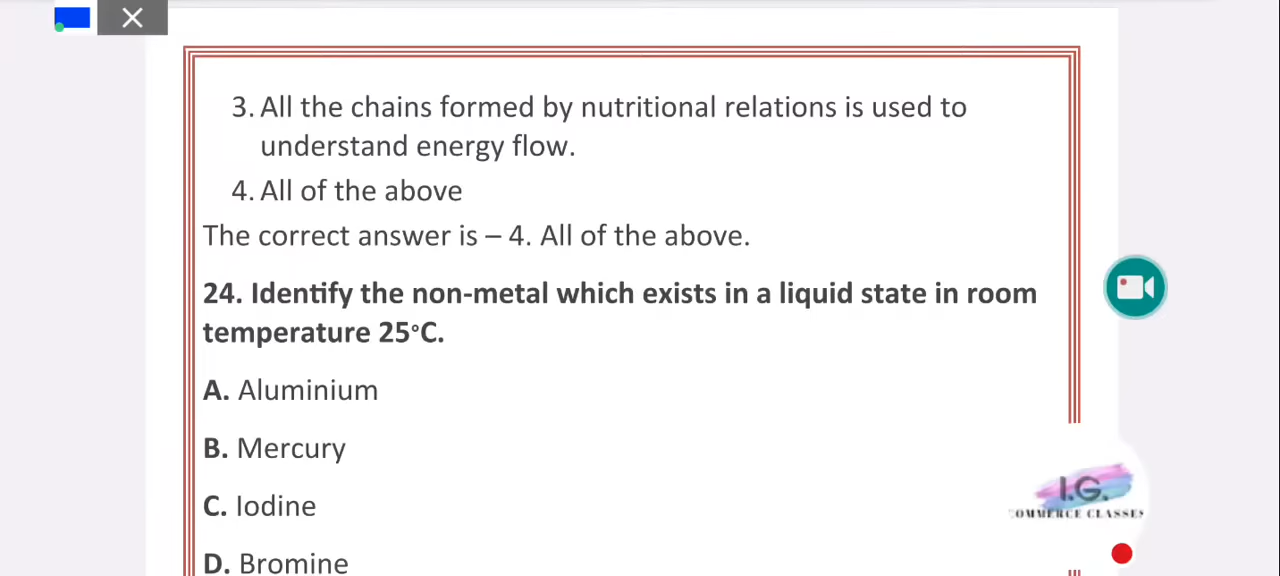 3. All the chains formed by nutritional relations is used to
understand energy flow.
4. All of the above
The correct answer is – 4. All of the above.
24. Identify the non-metal which exists in a liquid state in room
temperature 25°C.
A. Aluminium
B. Mercury
C. Iodine
D. Bromine
I.G.
COMMERCE CLASSES